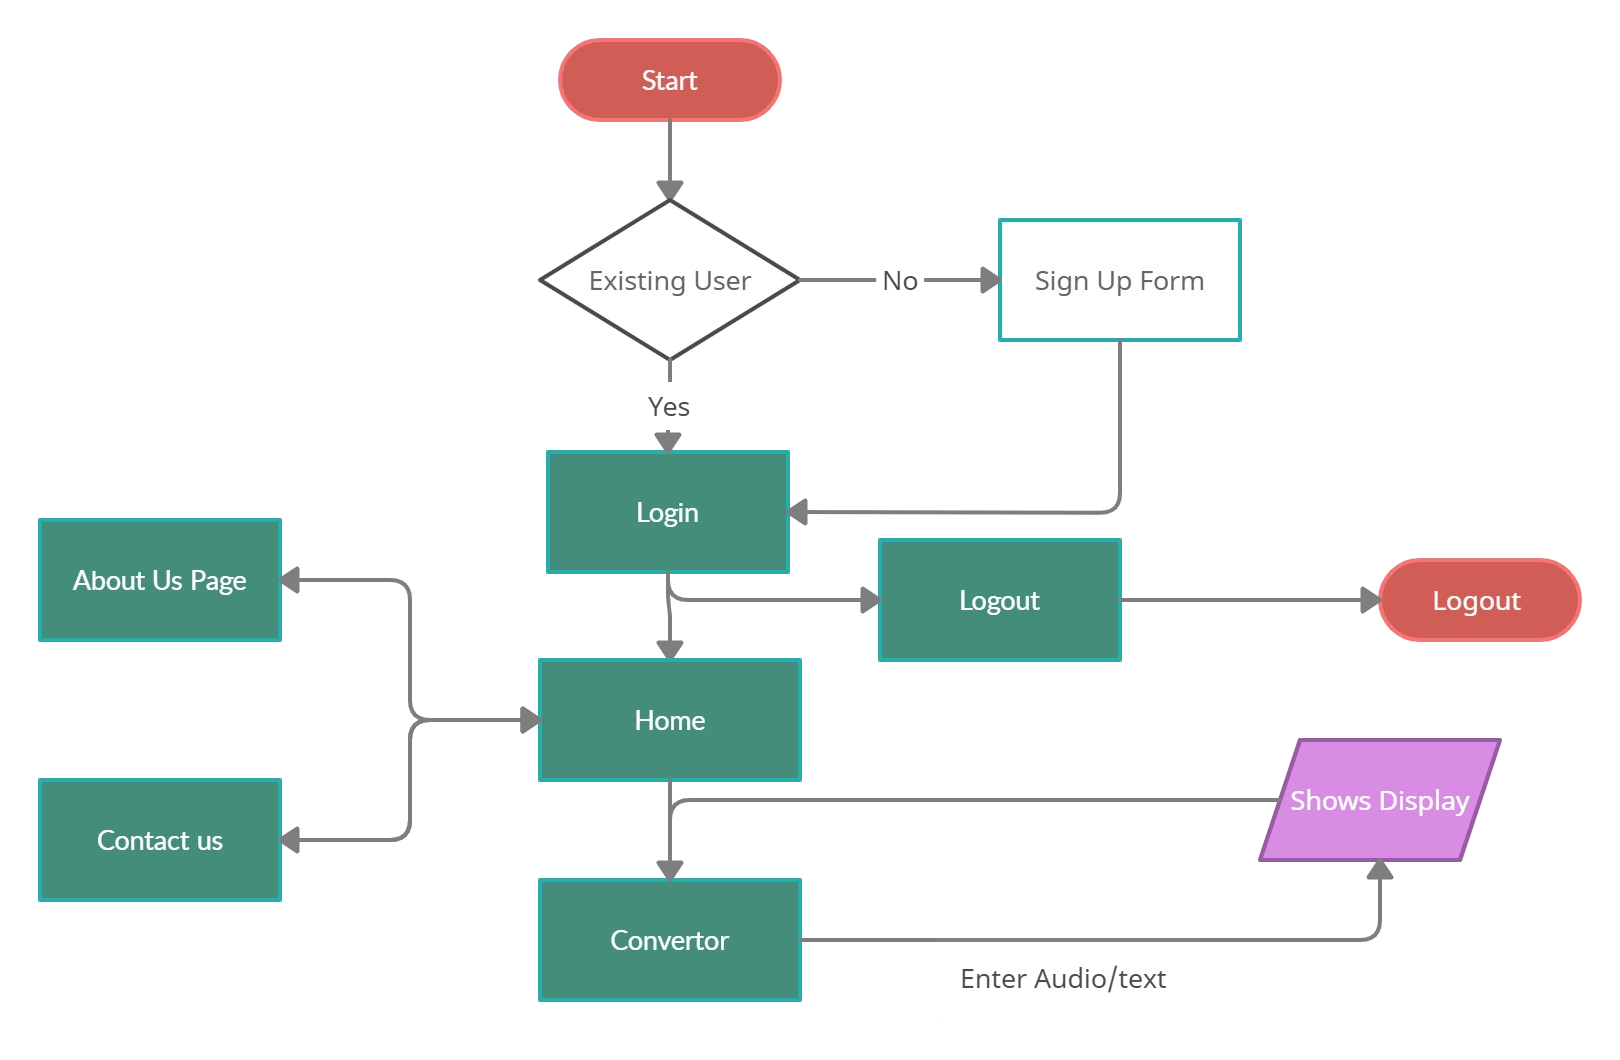 Start
Existing User
No
Sign Up Form
Yes
Login
About Us Page
Logout
Logout
Home
Shows Display
Contact us
Convertor
Enter Audio/text